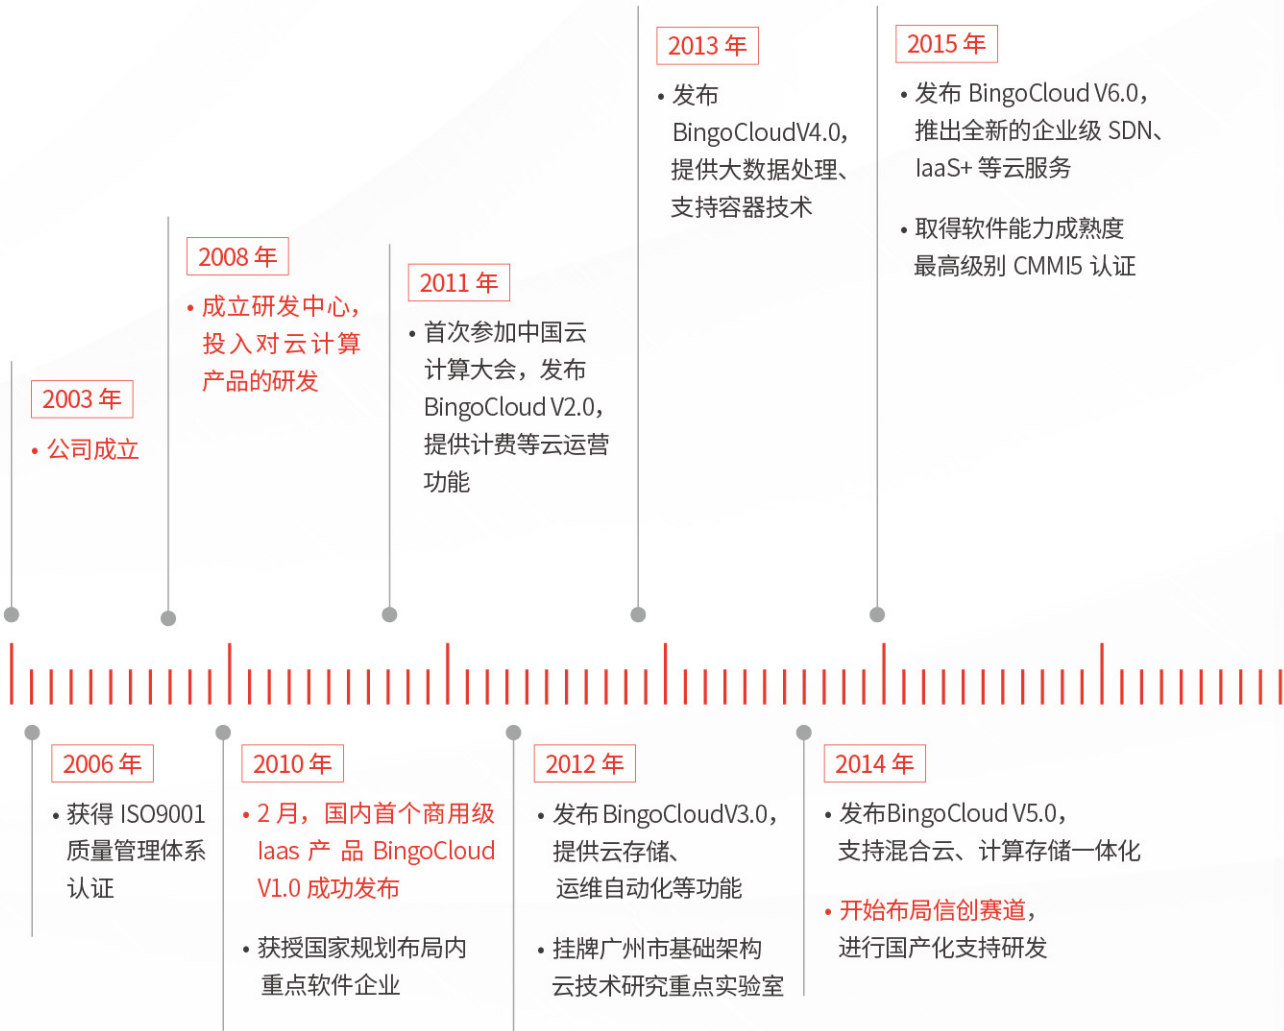 2003 年
• 公司成立
2008 年
• 成立研发中心，
投入对云计算
产品的研发
2011 年
• 首次参加中国云
计算大会，发布
BingoCloud V2.0，
提供计费等云运营
功能
2013 年
• 发布
BingoCloudV4.0，
提供大数据处理、
支持容器技术
2015 年
• 发布 BingoCloud V6.0，
推出全新的企业级 SDN、
IaaS+ 等云服务
• 取得软件能力成熟度
最高级别 CMMI5 认证
2006 年
• 获得 ISO9001
质量管理体系
认证
2010 年
• 2 月，国内首个商用级
Iaas 产 品 BingoCloud
V1.0 成功发布
• 获授国家规划布局内
重点软件企业
2012 年
• 发布BingoCloudV3.0，
提供云存储、
运维自动化等功能
• 挂牌广州市基础架构
云技术研究重点实验室
2014 年
• 发布BingoCloud V5.0，
支持混合云、计算存储一体化
• 开始布局信创赛道，
进行国产化支持研发